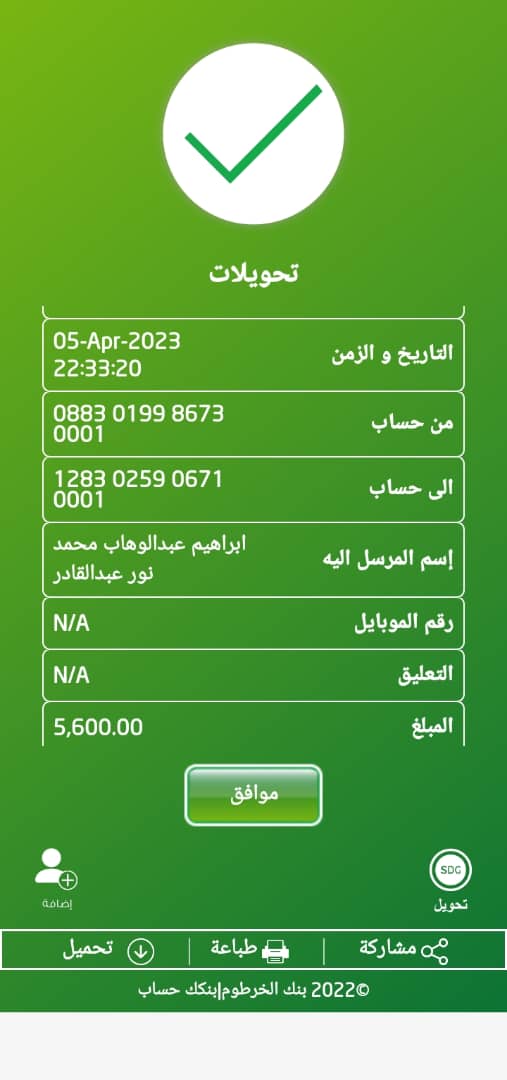 تحويلات
التاريخ و الزمن
05-Apr-2023
22:33:20
من حساب
0883 0199 8673
0001
الى حساب
1283 0259 0671
0001
إسم المرسل اليه
ابراهيم عبدالوهاب محمد
نور عبدالقادر
رقم الموبايل
N/A
التعليق
N/A
المبلغ
5,600.00
موافق
SDG
تحويل
إضافة
مشاركة
طباعة
تحميل
©2022 بنك الخرطوم|بنكك حساب